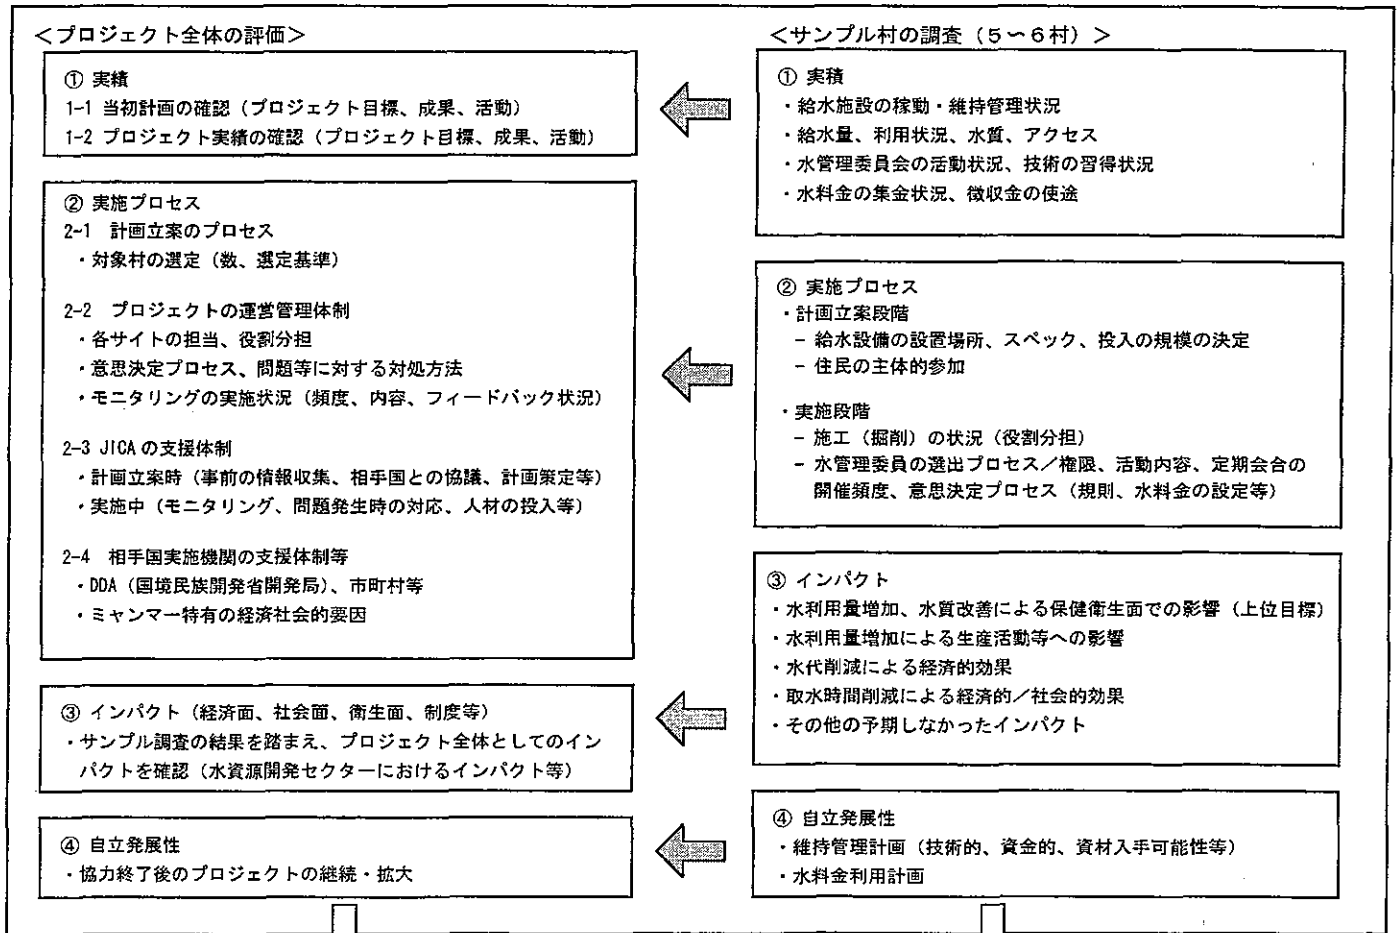 ＜プロジェクト全体の評価＞
① 実績
1-1 当初計画の確認（プロジェクト目標、成果、活動）
1-2 プロジェクト実績の確認（プロジェクト目標、成果、活動）
② 実施プロセス
2-1 計画立案のプロセス
・対象村の選定（数、選定基準）
2-2 プロジェクトの運営管理体制
・各サイトの担当、役割分担
・意思決定プロセス、問題等に対する対処方法
・モニタリングの実施状況（頻度、内容、フィードバック状況）
2-3 JICA の支援体制
・計画立案時（事前の情報収集、相手国との協議、計画策定等）
・実施中（モニタリング、問題発生時の対応、人材の投入等）
2-4 相手国実施機関の支援体制等
・DDA（国境民族開発省開発局）、市町村等
・ミャンマー特有の経済社会的要因
③ インパクト（経済面、社会面、衛生面、制度等）
・サンプル調査の結果を踏まえ、プロジェクト全体としてのイン
パクトを確認（水資源開発セクターにおけるインパクト等）
④ 自立発展性
・協力終了後のプロジェクトの継続・拡大
＜サンプル村の調査（５～６村）＞
① 実積
・給水施設の稼動・維持管理状況
・給水量、利用状況、水質、アクセス
・水管理委員会の活動状況、技術の習得状況
・水料金の集金状況、徴収金の使途
② 実施プロセス
・計画立案段階
－ 給水設備の設置場所、スペック、投入の規模の決定
－ 住民の主体的参加
・実施段階
－ 施工（掘削）の状況（役割分担）
－ 水管理委員の選出プロセス／権限、活動内容、定期会合の
開催頻度、意思決定プロセス（規則、水料金の設定等）
③ インパクト
・水利用量増加、水質改善による保健衛生面での影響（上位目標）
・水利用量増加による生産活動等への影響
・水代削減による経済的効果
・取水時間削減による経済的／社会的効果
・その他の予期しなかったインパクト
④ 自立発展性
・維持管理計画（技術的、資金的、資材入手可能性等）
・水料金利用計画